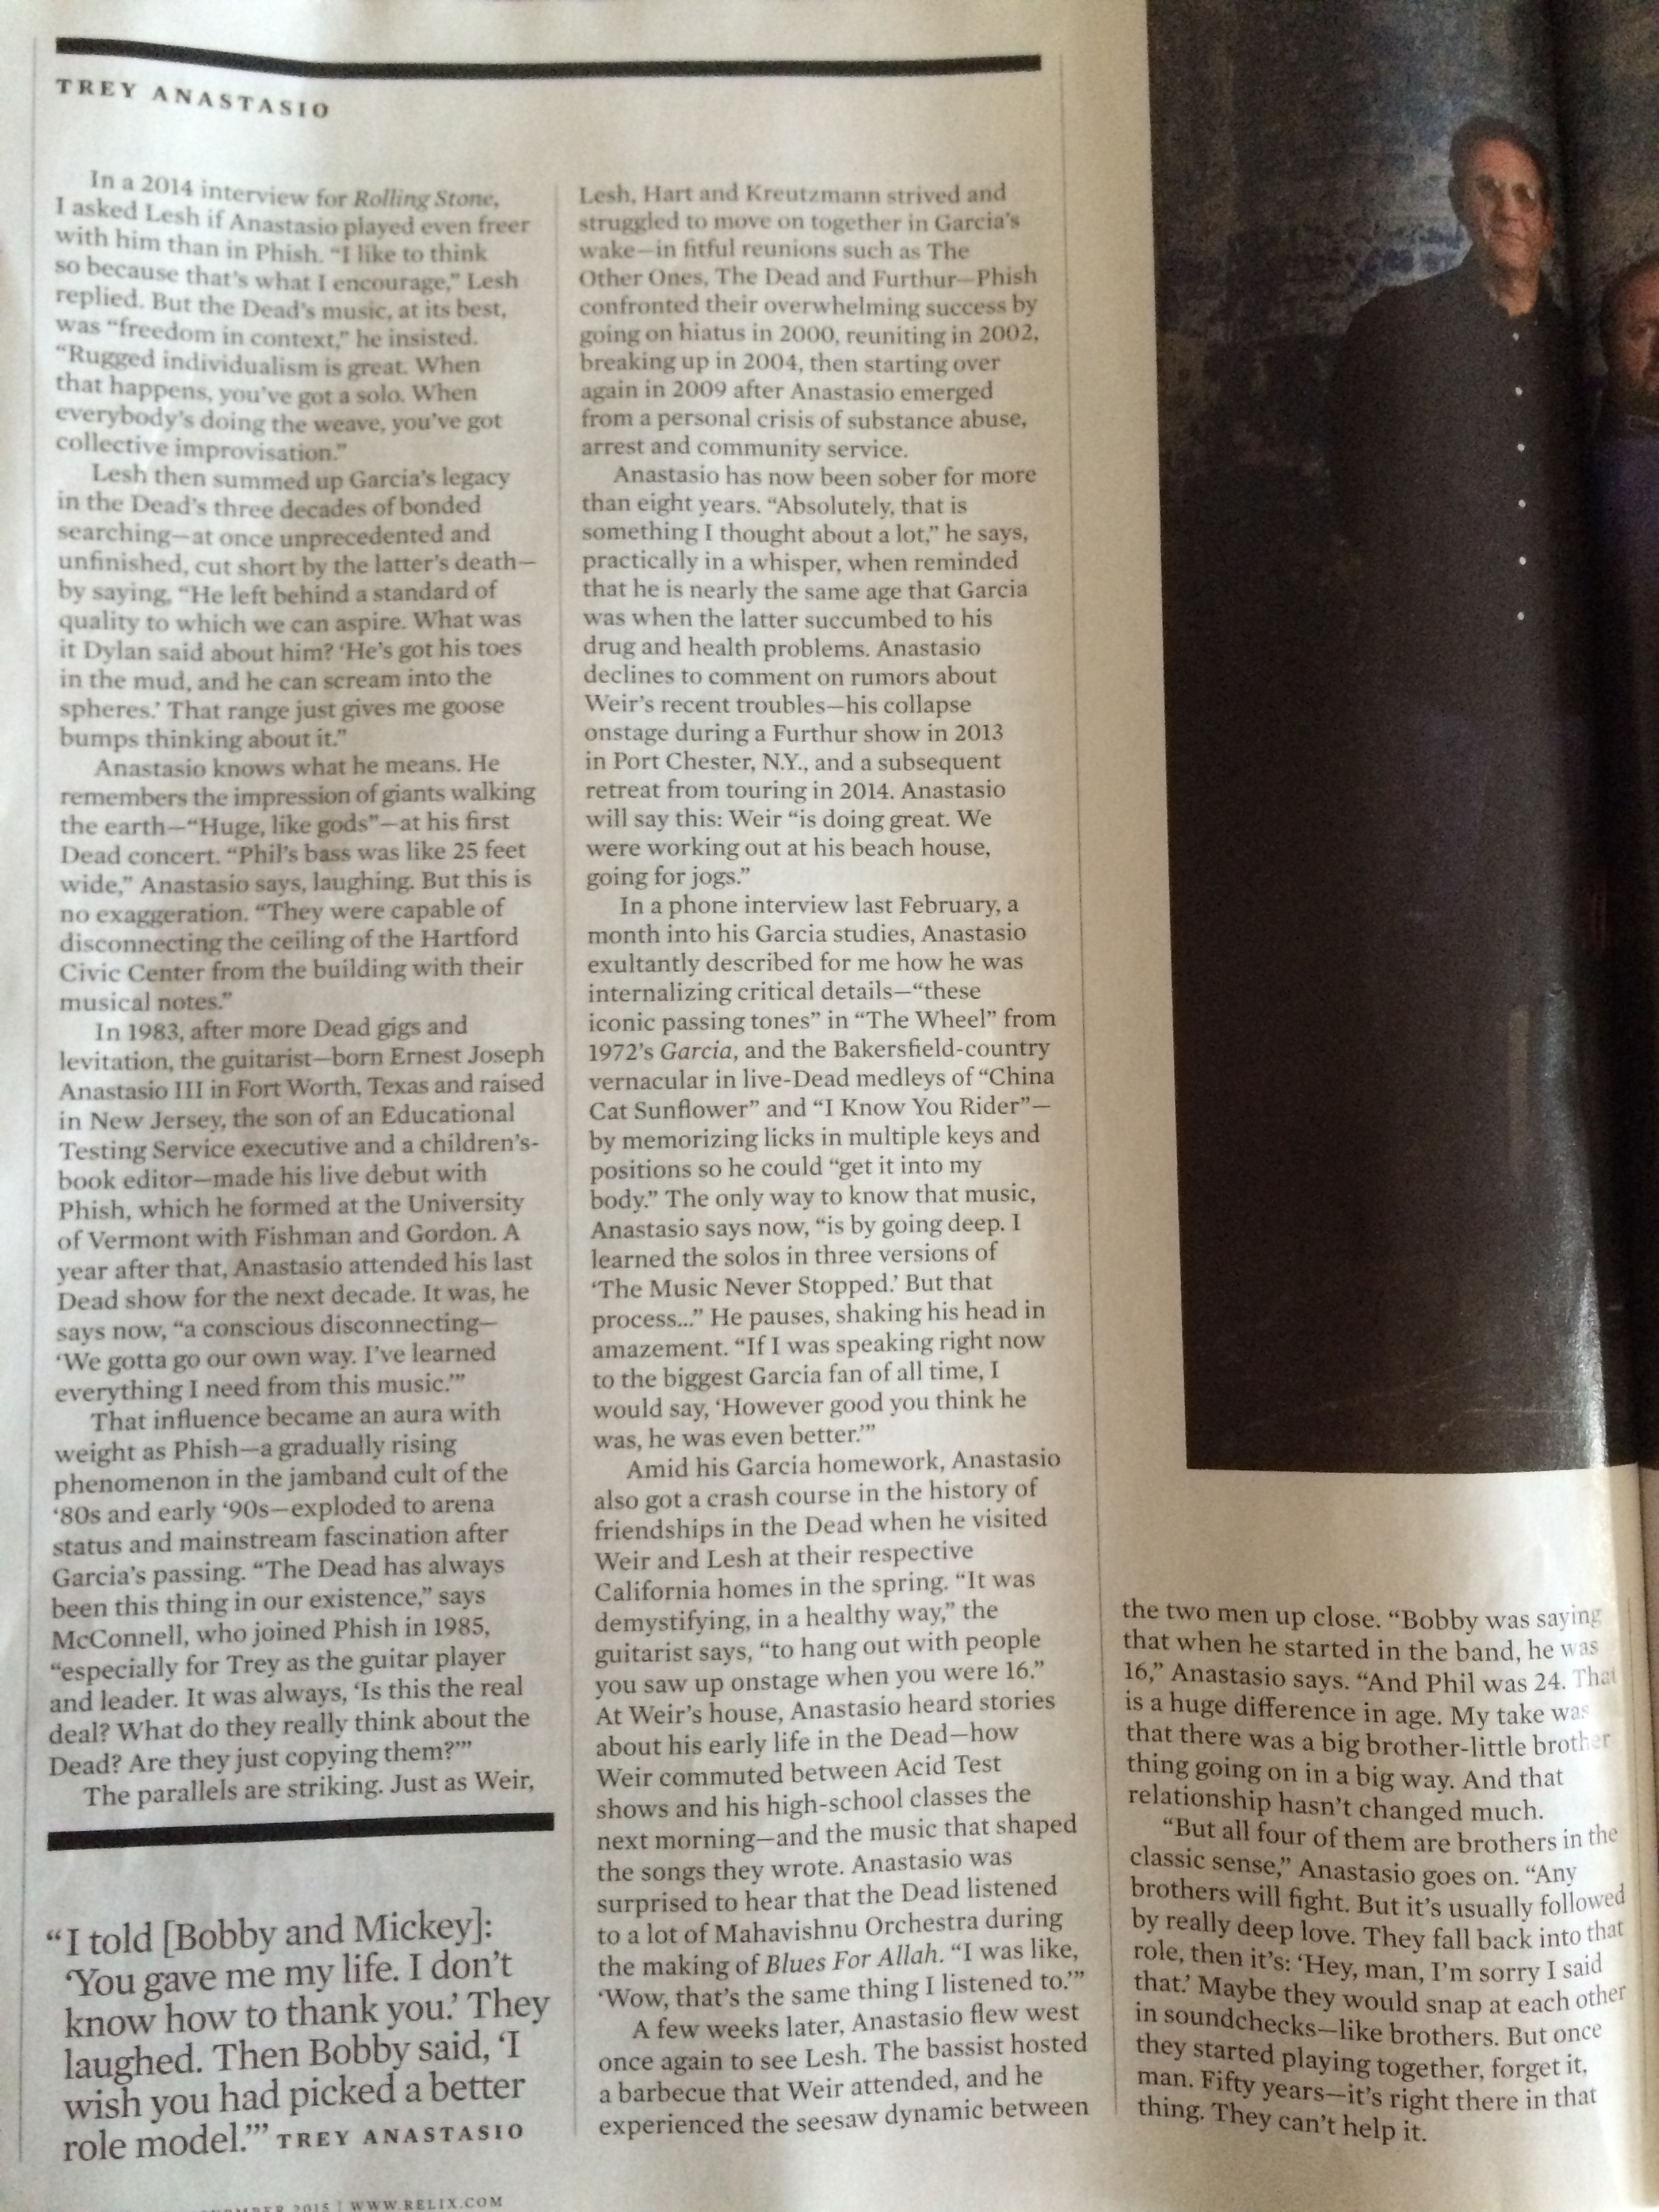 TREY ANASTASIO
In a 2014 interview for Rolling Stone,
I asked Lesh if Anastasio played even freer
with him than in Phish. “I like to think
so because that’s what I encourage,” Lesh
replied. But the Dead’s music, at its best,
was “freedom in context,” he insisted.
“Rugged individualism is great. When
that happens, you’ve got a solo. When
everybody’s doing the weave, you’ve got
collective improvisation.”
Lesh then summed up Garcia’s legacy
in the Dead’s three decades of bonded
searching—at once unprecedented and
unfinished, cut short by the latter’s death—
by saying, “He left behind a standard of
quality to which we can aspire. What was
it Dylan said about him? ‘He’s got his toes
in the mud, and he can scream into the
spheres.’ That range just gives me goose
bumps thinking about it.”
Anastasio knows what he means. He
remembers the impression of giants walking
the earth—“Huge, like gods”—at his first
Dead concert. “Phil’s bass was like 25 feet
wide,” Anastasio says, laughing. But this is
no exaggeration. “They were capable of
disconnecting the ceiling of the Hartford
Civic Center from the building with their
musical notes.”
In 1983, after more Dead gigs and
levitation, the guitarist—born Ernest Joseph
Anastasio III in Fort Worth, Texas and raised
in New Jersey, the son of an Educational
Testing Service executive and a children’s-
book editor—made his live debut with
Phish, which he formed at the University
of Vermont with Fishman and Gordon. A
year after that, Anastasio attended his last
Dead show for the next decade. It was, he
says now, “a conscious disconnecting—
‘We gotta go our own way. I’ve learned
everything I need from this music.’”
That influence became an aura with
weight as Phish—a gradually rising
phenomenon in the jamband cult of the
‘80s and early ‘90s—exploded to arena
status and mainstream fascination after
Garcia’s passing. “The Dead has always
been this thing in our existence,” says
McConnell, who joined Phish in 1985,
“especially for Trey as the guitar player
and leader. It was always, ‘Is this the real
deal? What do they really think about the
Dead? Are they just copying them?’”
The parallels are striking. Just as Weir,
“I told [Bobby and Mickey]:
‘You gave me my life. I don’t
know how to thank you.’ They
laughed. Then Bobby said, ‘I
wish you had picked a better
role model.’” TREY ANASTASIO
Lesh, Hart and Kreutzmann strived and
struggled to move on together in Garcia’s
wake—in fitful reunions such as The
Other Ones, The Dead and Furthur—Phish
confronted their overwhelming success by
going on hiatus in 2000, reuniting in 2002,
breaking up in 2004, then starting over
again in 2009 after Anastasio emerged
from a personal crisis of substance abuse,
arrest and community service.
Anastasio has now been sober for more
than eight years. “Absolutely, that is
something I thought about a lot,” he says,
practically in a whisper, when reminded
that he is nearly the same age that Garcia
was when the latter succumbed to his
drug and health problems. Anastasio
declines to comment on rumors about
Weir’s recent troubles—his collapse
onstage during a Furthur show in 2013
in Port Chester, N.Y., and a subsequent
retreat from touring in 2014. Anastasio
will say this: Weir “is doing great. We
were working out at his beach house,
going for jogs.”
In a phone interview last February, a
month into his Garcia studies, Anastasio
exultantly described for me how he was
internalizing critical details—“these
iconic passing tones” in “The Wheel” from
1972’s Garcia, and the Bakersfield-country
vernacular in live-Dead medleys of “China
Cat Sunflower” and “I Know You Rider”—
by memorizing licks in multiple keys and
positions so he could “get it into my
body.” The only way to know that music,
Anastasio says now, “is by going deep. I
learned the solos in three versions of
‘The Music Never Stopped.’ But that
process...” He pauses, shaking his head in
amazement. “If I was speaking right now
to the biggest Garcia fan of all time, I
would say, ‘However good you think he
was, he was even better.’”
Amid his Garcia homework, Anastasio
also got a crash course in the history of
friendships in the Dead when he visited
Weir and Lesh at their respective
California homes in the spring. “It was
demystifying, in a healthy way,” the
guitarist says, “to hang out with people
you saw up onstage when you were 16.”
At Weir’s house, Anastasio heard stories
about his early life in the Dead—how
Weir commuted between Acid Test
shows and his high-school classes the
next morning—and the music that shaped
the songs they wrote. Anastasio was
surprised to hear that the Dead listened
to a lot of Mahavishnu Orchestra during
the making of Blues For Allah. “I was like,
‘Wow, that’s the same thing I listened to.’”
A few weeks later, Anastasio flew west
once again to see Lesh. The bassist hosted
a barbecue that Weir attended, and he
experienced the seesaw dynamic between
the two men up close. “Bobby was saying
that when he started in the band, he was
16,” Anastasio says. “And Phil was 24. That
is a huge difference in age. My take was
that there was a big brother-little brother
thing going on in a big way. And that
relationship hasn’t changed much.
“But all four of them are brothers in the
classic sense,” Anastasio goes on. “Any
brothers will fight. But it’s usually followed
by really deep love. They fall back into that
role, then it’s: ‘Hey, man, I’m sorry I said
that.’ Maybe they would snap at each other
in soundchecks—like brothers. But once
they started playing together, forget it,
man. Fifty years—it’s right there in that
thing. They can’t help it.
2015 | WWW.RELIX.COM